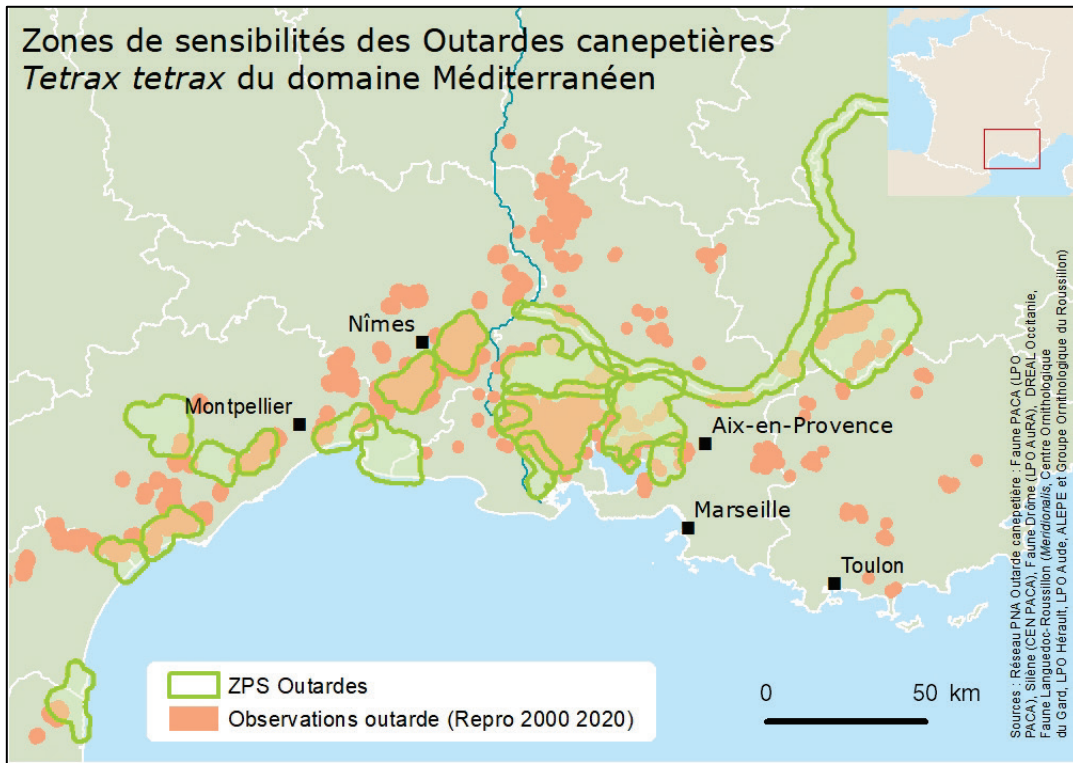 Zones de sensibilités des Outardes canepetières
Tetrax tetrax du domaine Méditerranéen
Nîmes
Montpellier
Aix-en-Provence
Marseille
Toulon
ZPS Outardes
Observations outarde (Repro 2000 2020)
0 50 km
Sources : Réseau PNA Outarde canepetière : Faune PACA (LPO
PACA), Silène (CEN PACA), Faune Drôme (LPO AuRA), DREAL Occitanie,
Faune Languedoc-Roussillon (Meridionalis, Centre Ornithologique
du Gard, LPO Hérault, LPO Aude, ALEPE et Groupe Ornithologique du Roussillon)